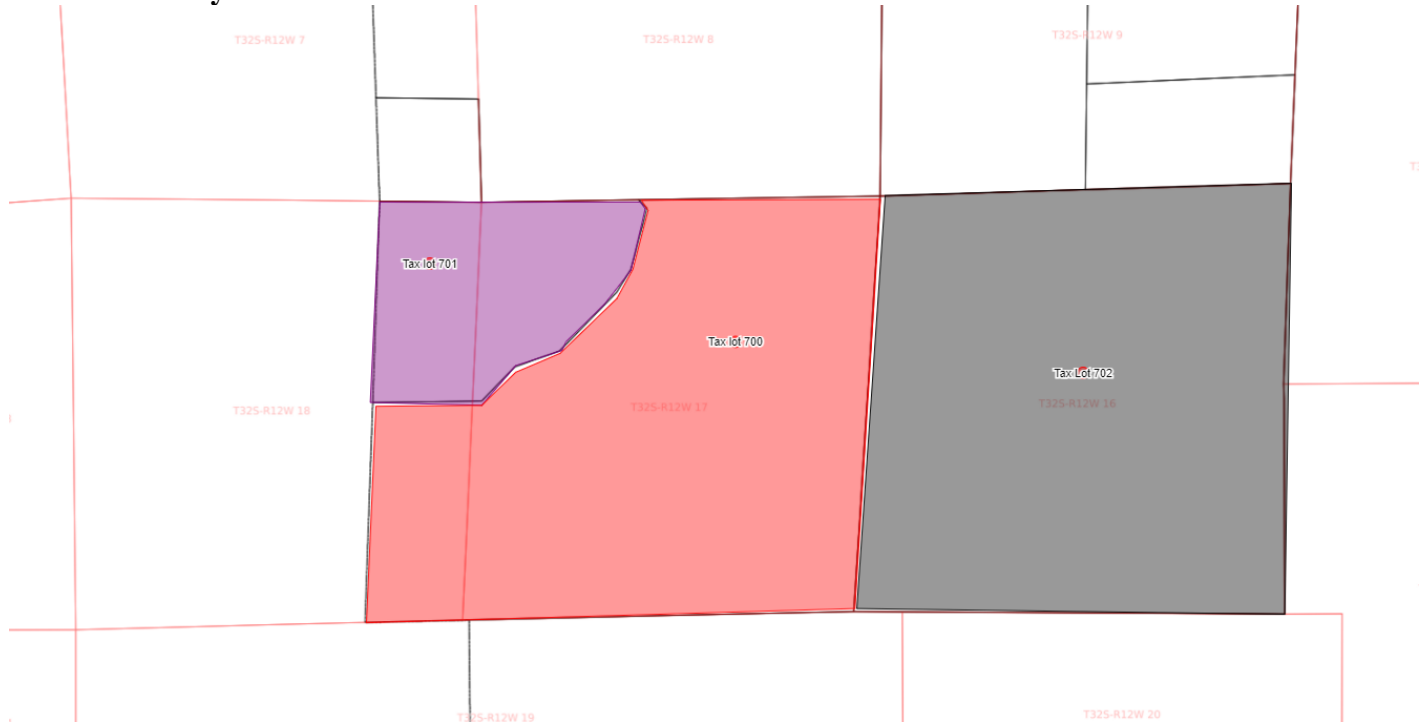 T32S-R12W 7
T32S-R12W 8
T32S-R12W 9
Tax lot 701
Tax lot 700
Tax Lot 702
T32S-R12W 18
T32S-R12W 17
T32S-R12W 16
T32S-R12W 19
T32S-R12W 20